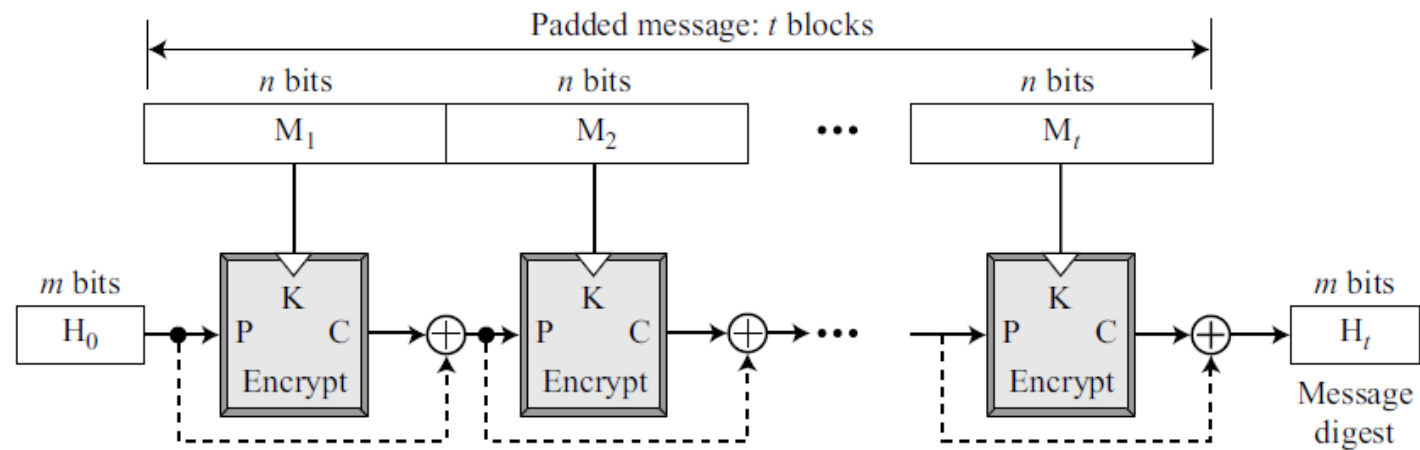 Padded message: t blocks
n bits n bits n bits
M₁ M₂ ••• Mₜ
m bits K K K m bits
H₀ P C P C ••• P C Hₜ
Encrypt Encrypt Encrypt
Message
digest